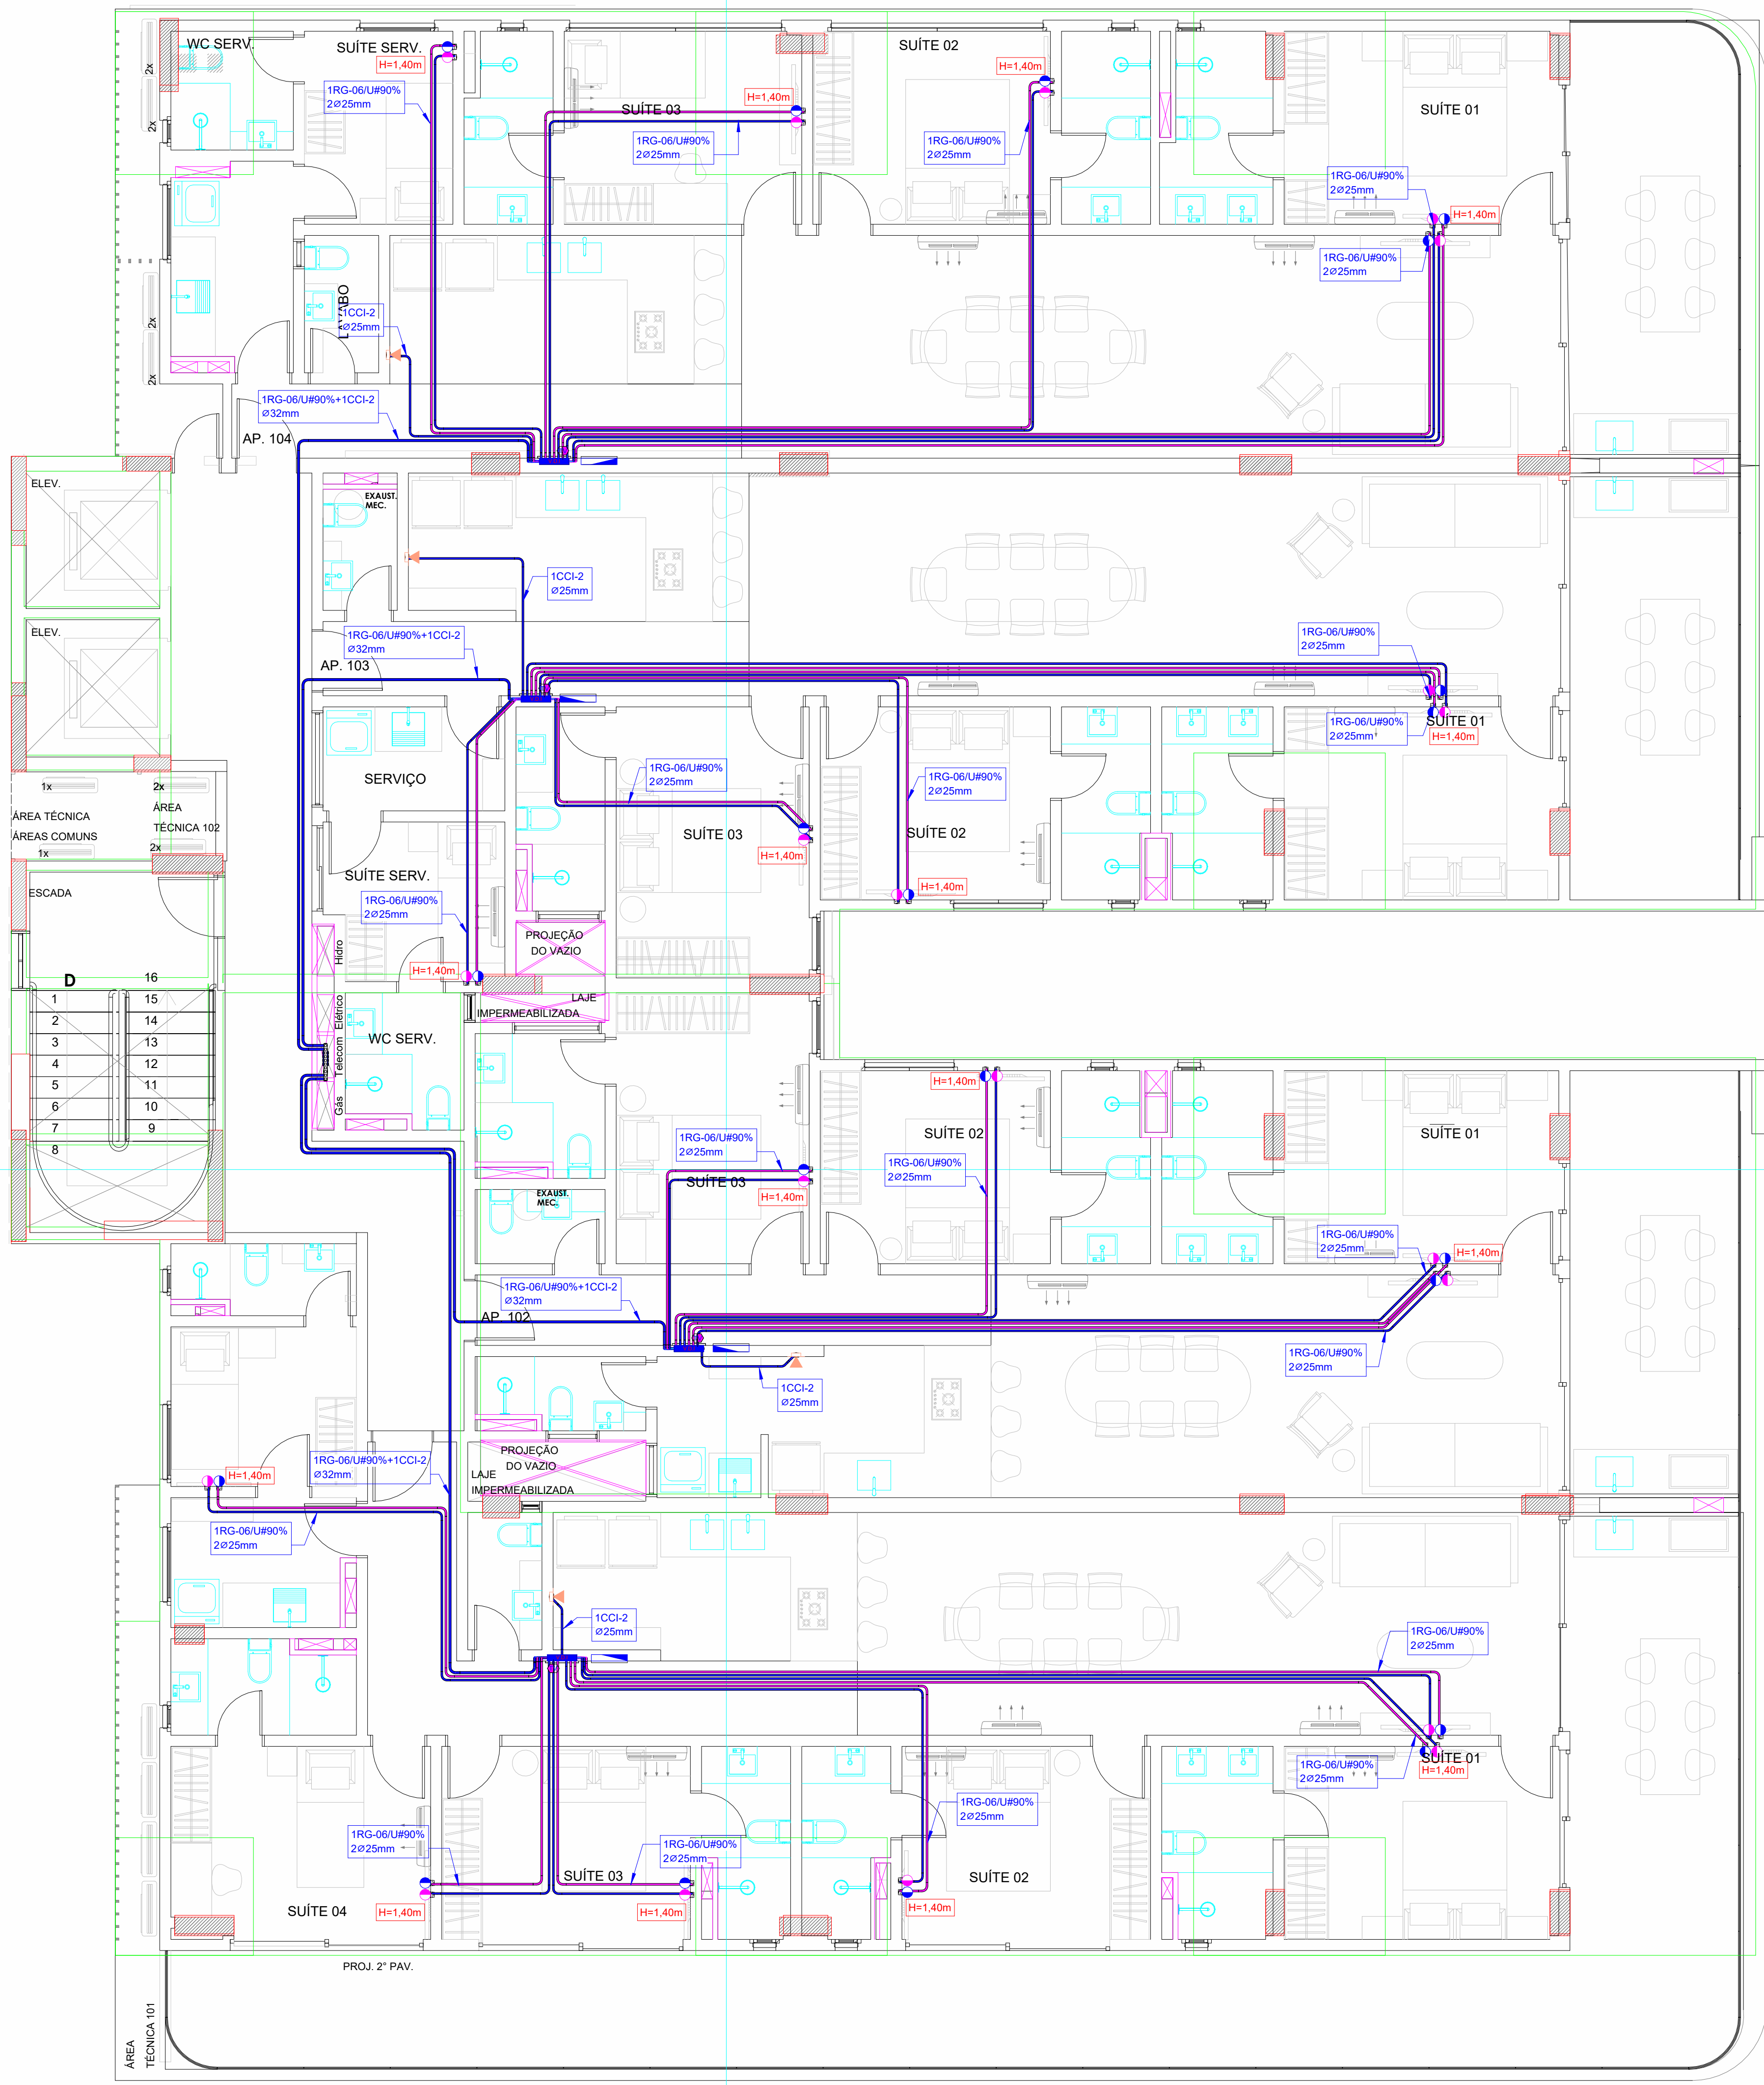 WC SERV.
SUÍTE SERV.
H=1,40m
2x
2x
1RG-06/U#90%
2Ø25mm
SUÍTE 03
H=1,40m
1RG-06/U#90%
2Ø25mm
SUÍTE 02
H=1,40m
1RG-06/U#90%
2Ø25mm
SUÍTE 01
1RG-06/U#90%
2Ø25mm
H=1,40m
1RG-06/U#90%
2Ø25mm
2x
2x
LAVABO
1CCI-2
Ø25mm
1RG-06/U#90%+1CCI-2
Ø32mm
AP. 104
ELEV.
EXAUST.
MEC.
1CCI-2
Ø25mm
ELEV.
1RG-06/U#90%+1CCI-2
Ø32mm
AP. 103
1RG-06/U#90%
2Ø25mm
1RG-06/U#90%
2Ø25mm
SUÍTE 01
H=1,40m
SERVIÇO
1RG-06/U#90%
2Ø25mm
SUÍTE 03
H=1,40m
1RG-06/U#90%
2Ø25mm
SUÍTE 02
H=1,40m
1x
2x
ÁREA TÉCNICA
ÁREAS COMUNS
1x
ÁREA
TÉCNICA 102
2x
SUÍTE SERV.
1RG-06/U#90%
2Ø25mm
H=1,40m
ESCADA
PROJEÇÃO
DO VAZIO
LAJE
IMPERMEABILIZADA
Hidro
Elétrico
Telecom
Gás
WC SERV.
D
16
1
15
2
14
3
13
4
12
5
11
6
10
7
9
8
H=1,40m
SUÍTE 02
1RG-06/U#90%
2Ø25mm
SUÍTE 01
1RG-06/U#90%
2Ø25mm
SUÍTE 03
H=1,40m
EXAUST.
MEC.
1RG-06/U#90%
2Ø25mm
H=1,40m
1RG-06/U#90%+1CCI-2
Ø32mm
AP. 102
1RG-06/U#90%
2Ø25mm
1CCI-2
Ø25mm
PROJEÇÃO
DO VAZIO
LAJE
IMPERMEABILIZADA
1RG-06/U#90%+1CCI-2
Ø32mm
H=1,40m
1RG-06/U#90%
2Ø25mm
1CCI-2
Ø25mm
1RG-06/U#90%
2Ø25mm
1RG-06/U#90%
2Ø25mm
SUÍTE 01
H=1,40m
1RG-06/U#90%
2Ø25mm
SUÍTE 04
H=1,40m
1RG-06/U#90%
2Ø25mm
SUÍTE 03
H=1,40m
1RG-06/U#90%
2Ø25mm
SUÍTE 02
H=1,40m
PROJ. 2° PAV.
ÁREA
TÉCNICA 101